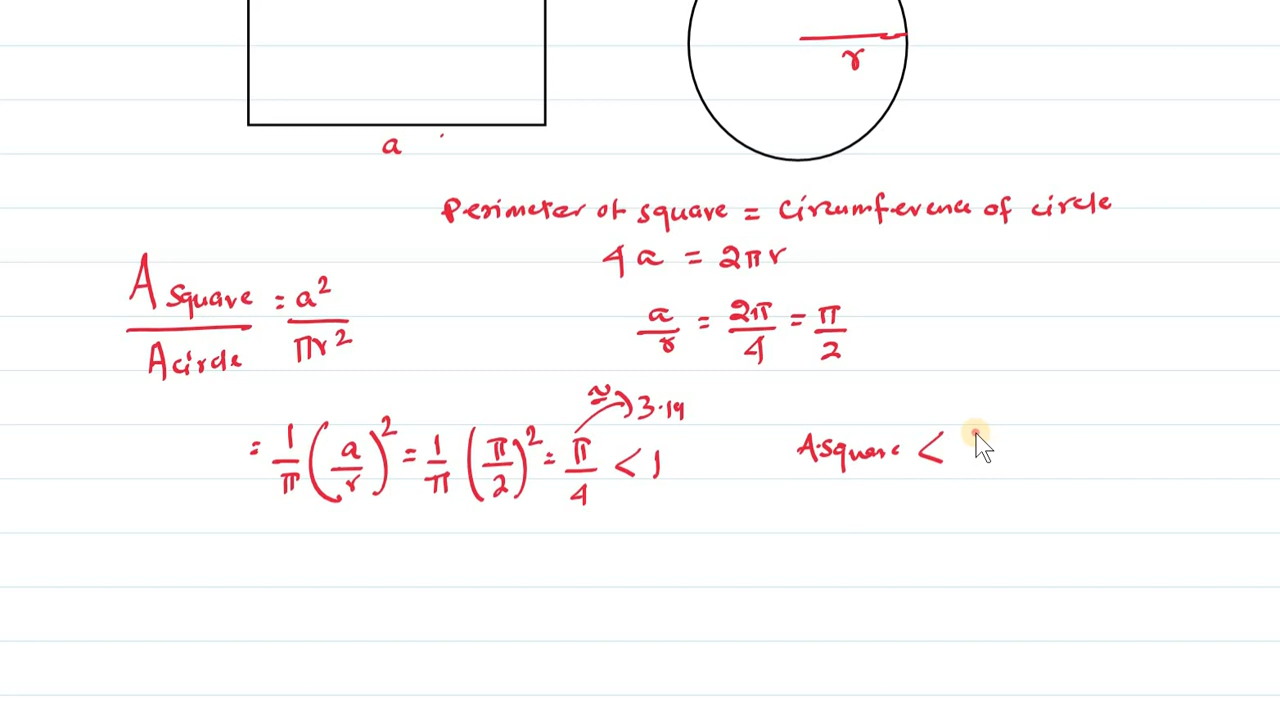 r
a
Perimeter of square = circumference of circle
4a = 2πr
A square / A circle = a² / πr²
a/r = 2π/4 = π/2
≈ 3.14
= 1/π (a/r)² = 1/π (π/2)² = π/4 < 1
A square <